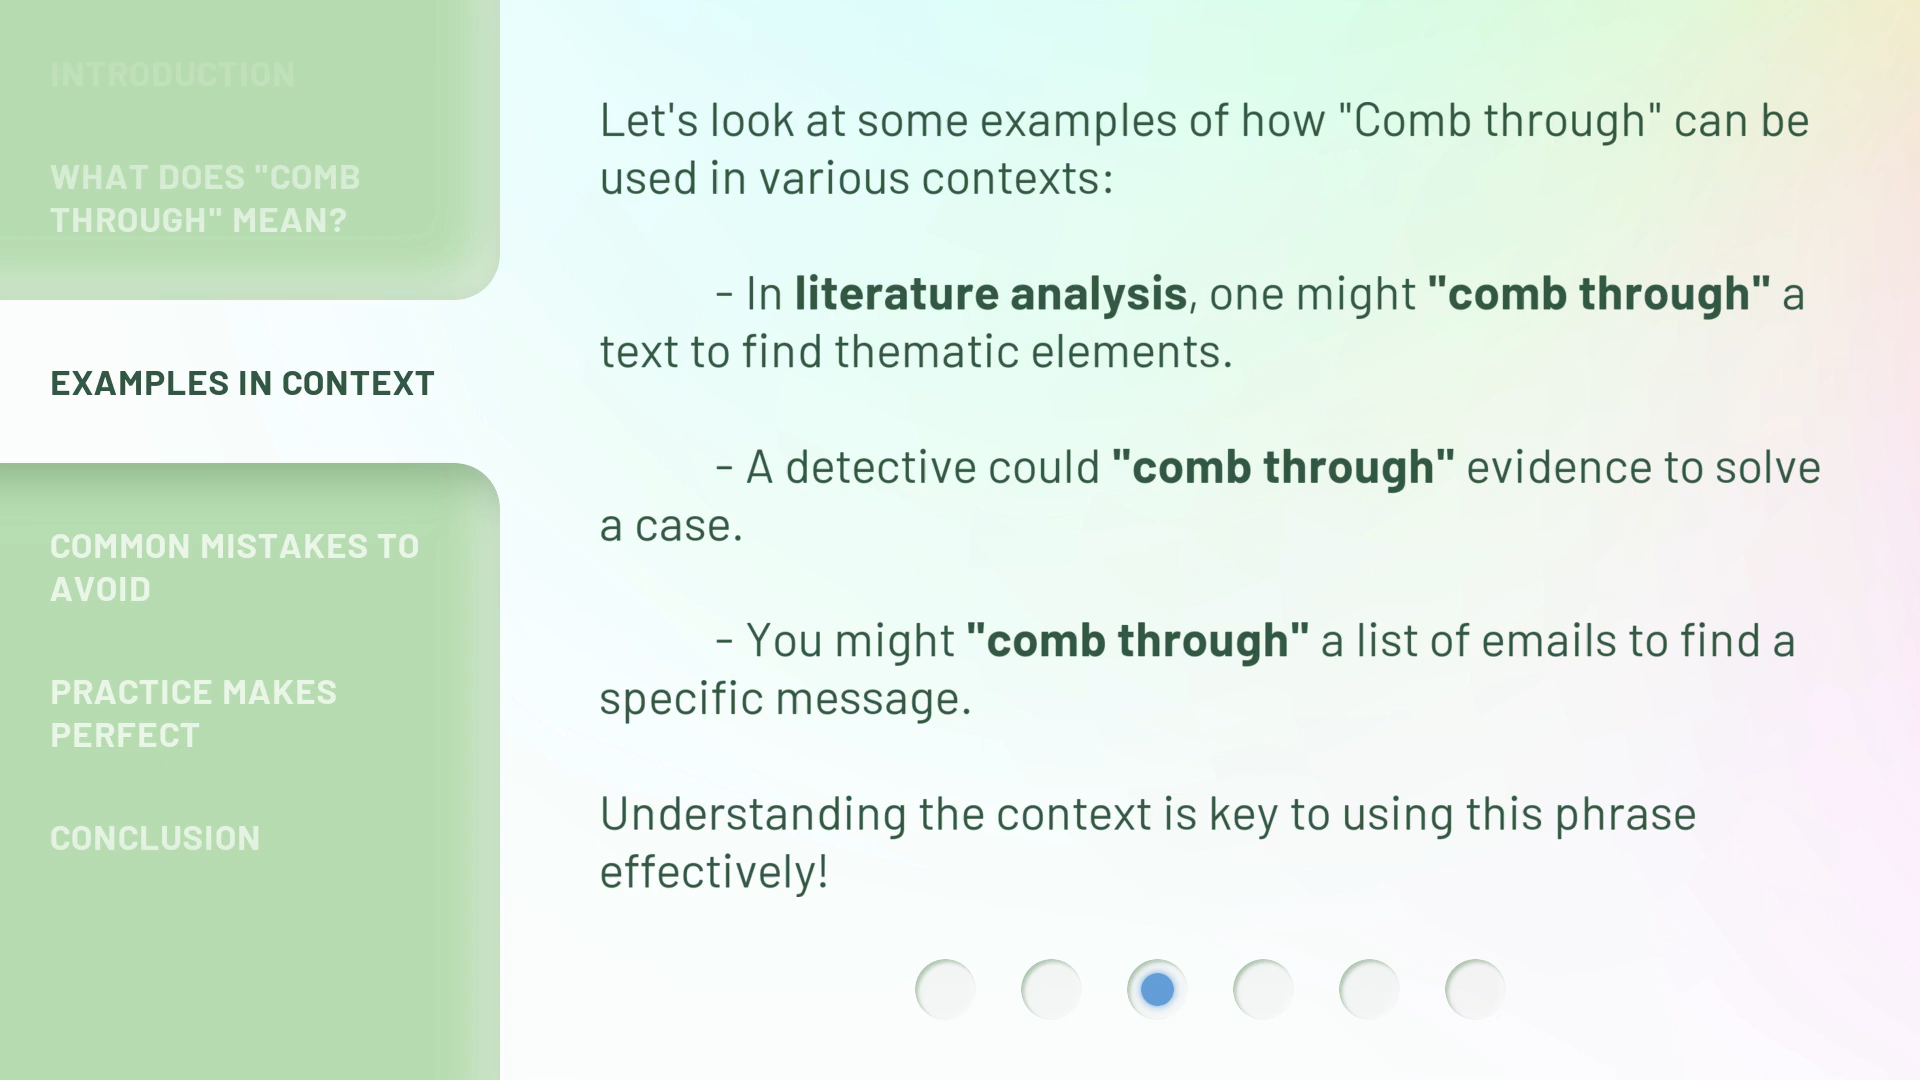 INTRODUCTION
WHAT DOES "COMB
THROUGH" MEAN?
EXAMPLES IN CONTEXT
COMMON MISTAKES TO
AVOID
PRACTICE MAKES
PERFECT
CONCLUSION
Let's look at some examples of how "Comb through" can be
used in various contexts:
- In literature analysis, one might "comb through" a
text to find thematic elements.
- A detective could "comb through" evidence to solve
a case.
- You might "comb through" a list of emails to find a
specific message.
Understanding the context is key to using this phrase
effectively!